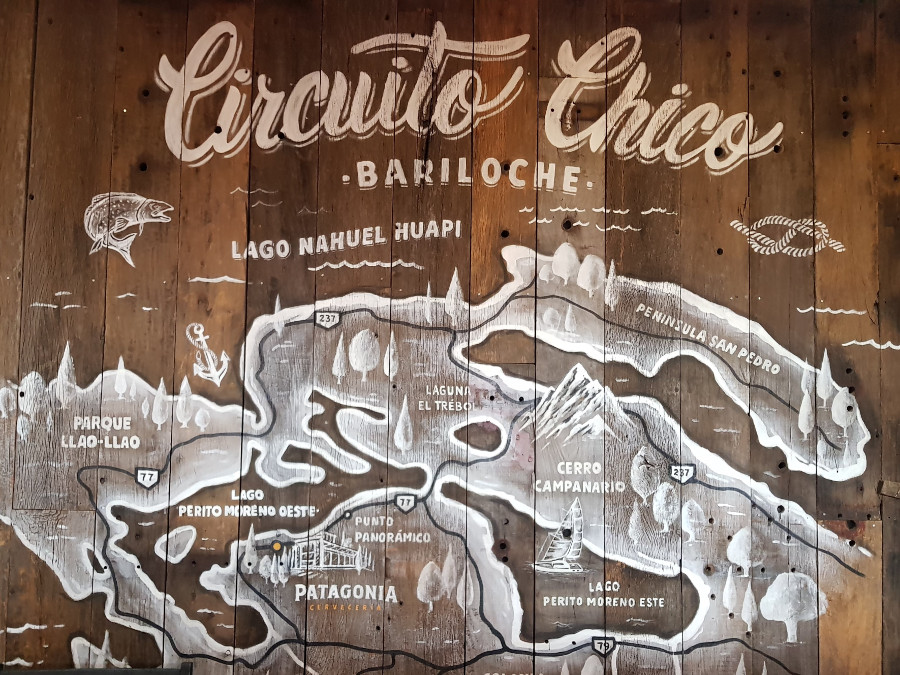 Circuito Chico
·BARILOCHE·
LAGO NAHUEL HUAPI
237
PENINSULA SAN PEDRO
LAGUNA
EL TRÉBOL
PARQUE
LLAO-LLAO
77
CERRO
CAMPANARIO
237
LAGO
PERITO MORENO OESTE·
77
PUNTO
PANORÁMICO
PATAGONIA
CERVECERÍA
LAGO
PERITO MORENO ESTE
79